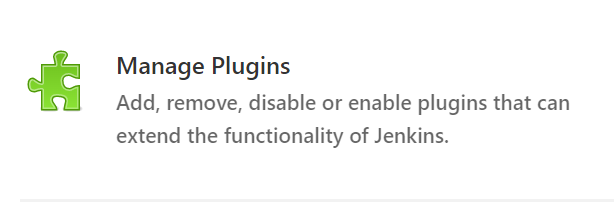 Manage Plugins
Add, remove, disable or enable plugins that can
extend the functionality of Jenkins.